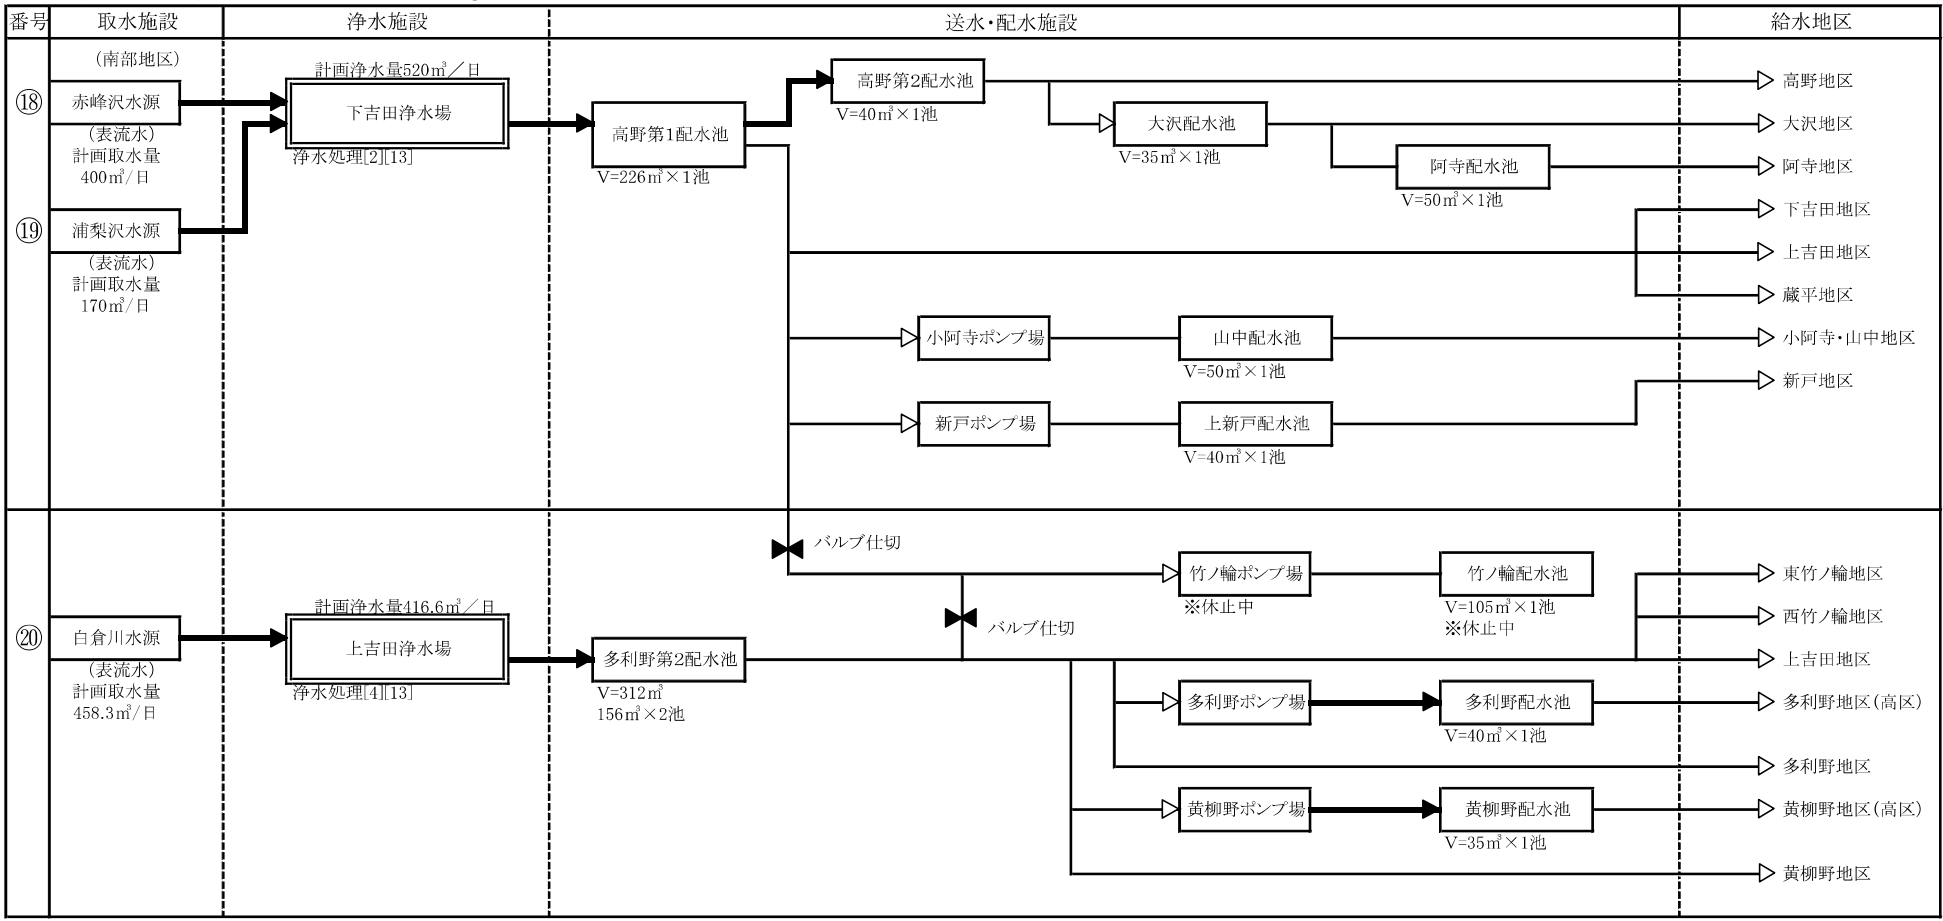 番号 取水施設 浄水施設 送水・配水施設 給水地区
(南部地区)
⑱ 赤峰沢水源
(表流水)
計画取水量
400㎥/日
計画浄水量520㎥／日
下吉田浄水場
浄水処理[2][13]
⑲ 浦梨沢水源
(表流水)
計画取水量
170㎥/日
高野第1配水池
V=226㎥×1池
高野第2配水池
V=40㎥×1池
大沢配水池
V=35㎥×1池
阿寺配水池
V=50㎥×1池
小阿寺ポンプ場
山中配水池
V=50㎥×1池
新戸ポンプ場
上新戸配水池
V=40㎥×1池
高野地区
大沢地区
阿寺地区
下吉田地区
上吉田地区
蔵平地区
小阿寺・山中地区
新戸地区
バルブ仕切
竹ノ輪ポンプ場
※休止中
竹ノ輪配水池
V=105㎥×1池
※休止中
バルブ仕切
⑳ 白倉川水源
(表流水)
計画取水量
458.3㎥/日
計画浄水量416.6㎥／日
上吉田浄水場
浄水処理[4][13]
多利野第2配水池
V=312㎥
156㎥×2池
多利野ポンプ場
多利野配水池
V=40㎥×1池
黄柳野ポンプ場
黄柳野配水池
V=35㎥×1池
東竹ノ輪地区
西竹ノ輪地区
上吉田地区
多利野地区(高区)
多利野地区
黄柳野地区(高区)
黄柳野地区